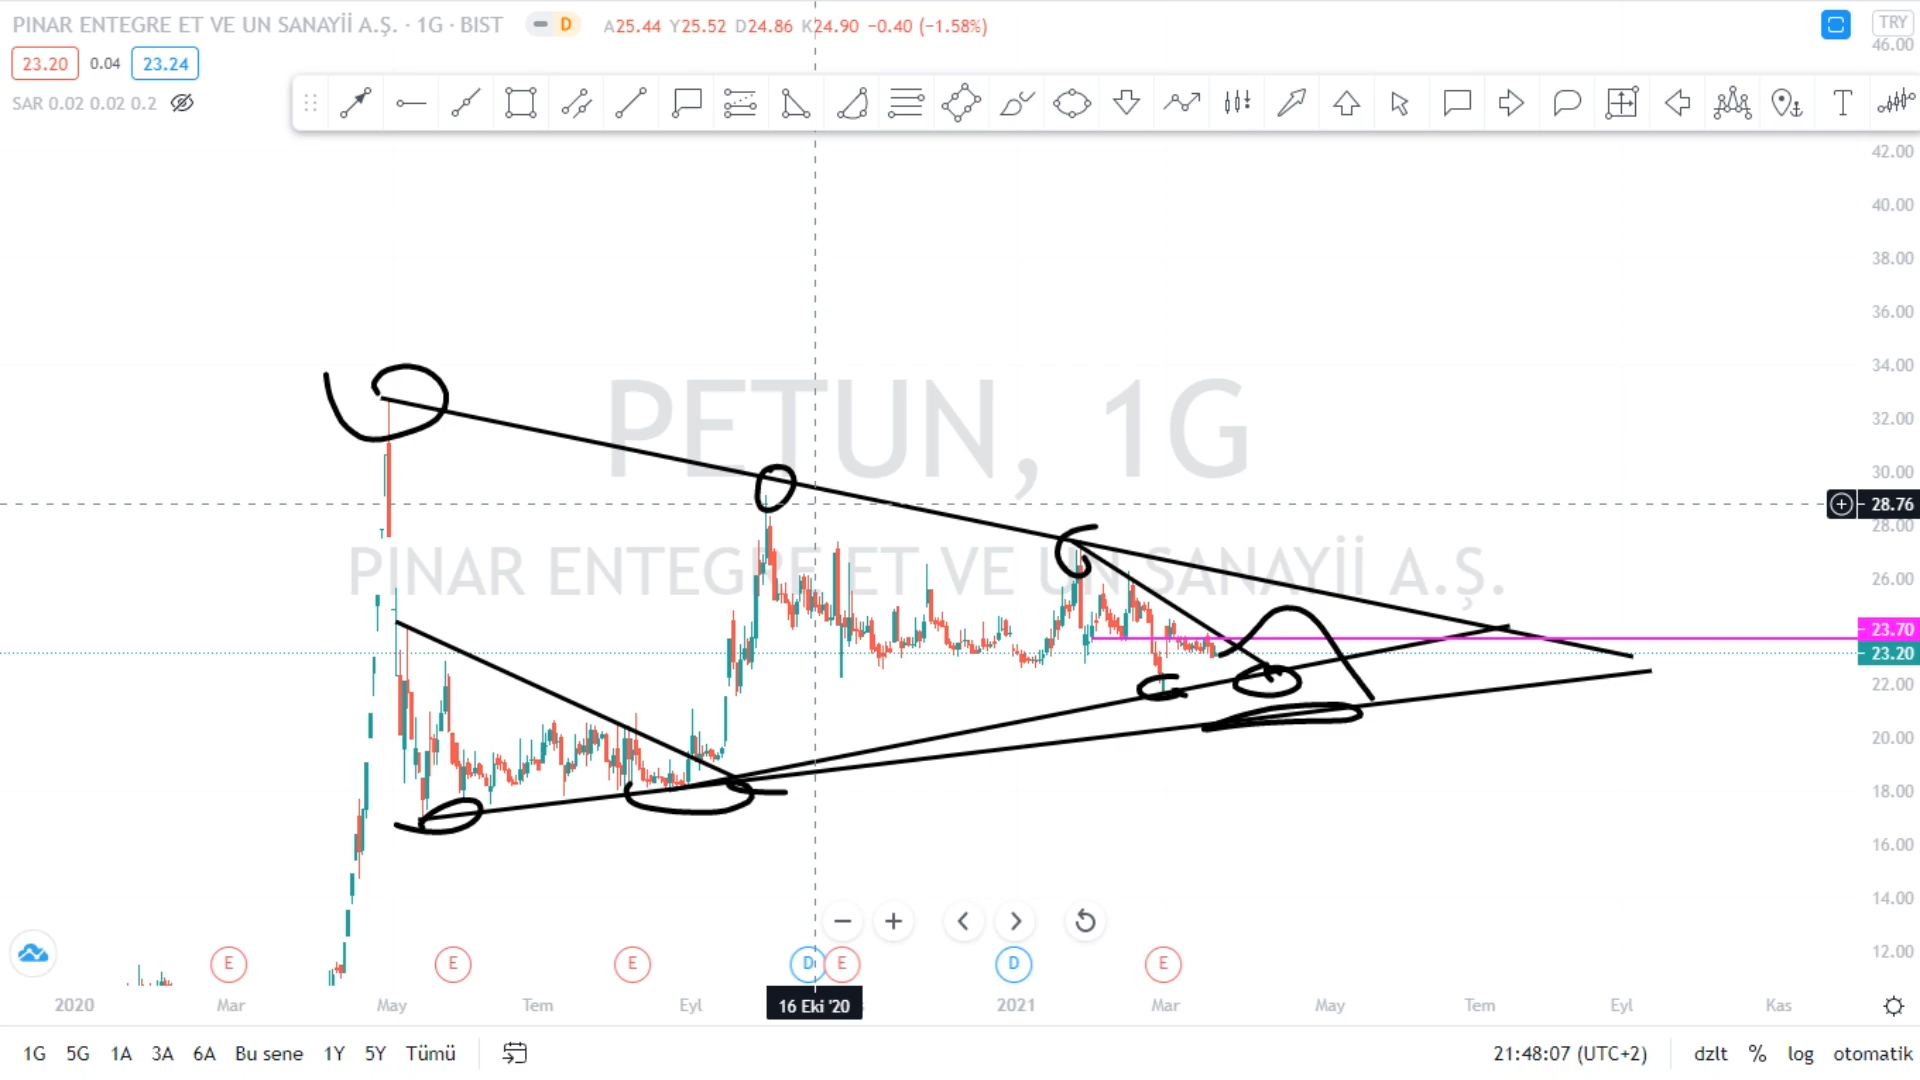 PINAR ENTEGRE ET VE UN SANAYİİ A.Ş. · 1G · BIST D A25.44 Y25.52 D24.86 K24.90 −0.40 (−1.58%) TRY
23.20 0.04 23.24
SAR 0.02 0.02 0.2
T
46.00
42.00
40.00
38.00
36.00
34.00
32.00
30.00
28.76
28.00
26.00
23.70
23.20
22.00
20.00
18.00
16.00
14.00
12.00
PETUN, 1G
PINAR ENTEGRE ET VE UN SANAYİİ A.Ş.
E E E D E D E
2020 Mar May Tem Eyl 16 Eki '20 2021 Mar May Tem Eyl Kas
1G 5G 1A 3A 6A Bu sene 1Y 5Y Tümü 21:48:07 (UTC+2) dzlt % log otomatik